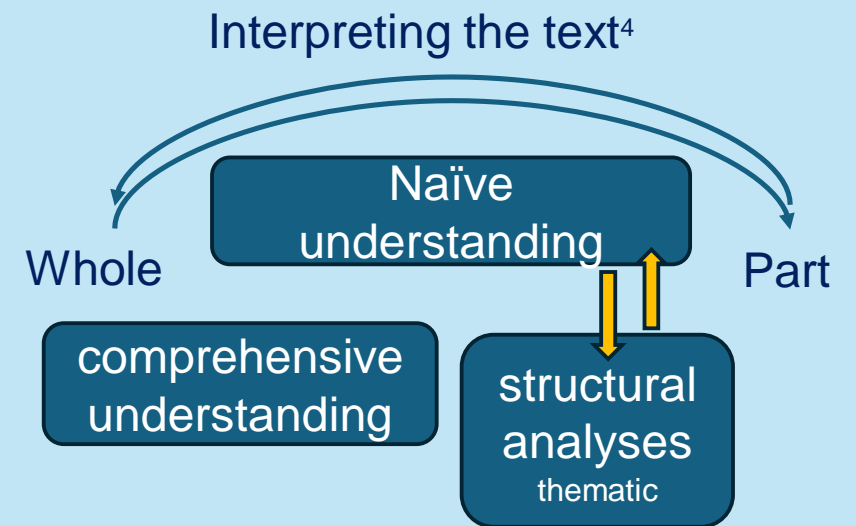 Interpreting the text⁴
Naïve
understanding
Whole
Part
comprehensive
understanding
structural
analyses
thematic